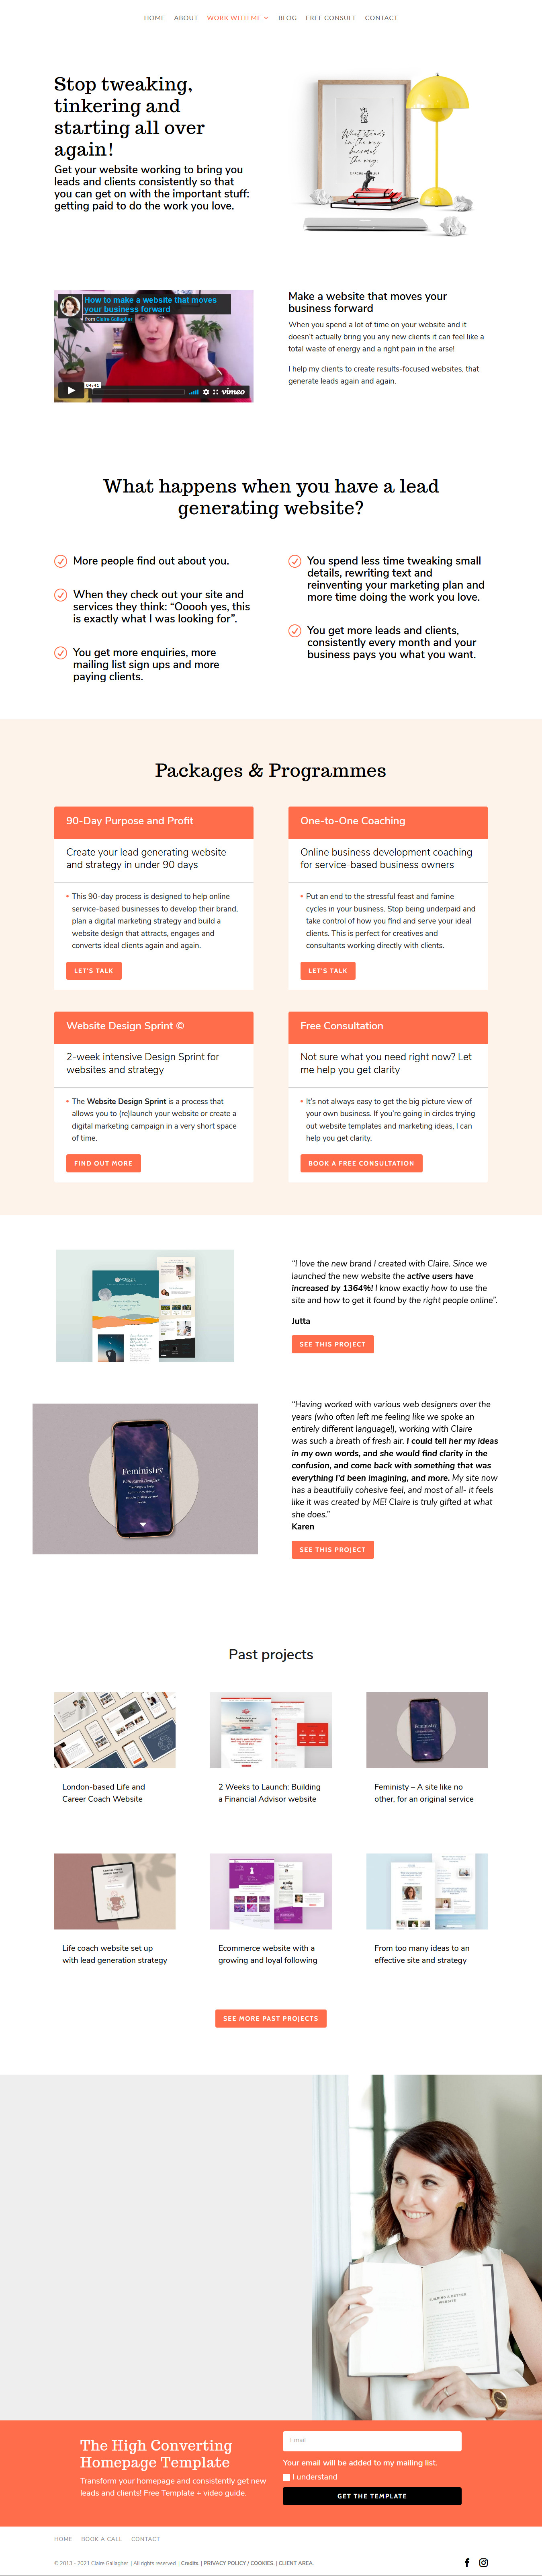 HOME ABOUT WORK WITH ME BLOG FREE CONSULT CONTACT
Stop tweaking,
tinkering and
starting all over
again!
Get your website working to bring you
leads and clients consistently so that
you can get on with the important stuff:
getting paid to do the work you love.
What stands
in the way
becomes
the way
How to make a website that moves
your business forward
from Claire Gallagher
04:41
vimeo
Make a website that moves your
business forward
When you spend a lot of time on your website and it
doesn't actually bring you any new clients it can feel like a
total waste of energy and a right pain in the arse!
I help my clients to create results-focused websites, that
generate leads again and again.
What happens when you have a lead
generating website?
More people find out about you.
When they check out your site and
services they think: “Ooooh yes, this
is exactly what I was looking for”.
You get more enquiries, more
mailing list sign ups and more
paying clients.
You spend less time tweaking small
details, rewriting text and
reinventing your marketing plan and
more time doing the work you love.
You get more leads and clients,
consistently every month and your
business pays you what you want.
Packages & Programmes
90-Day Purpose and Profit
Create your lead generating website
and strategy in under 90 days
This 90-day process is designed to help online
service-based businesses to develop their brand,
plan a digital marketing strategy and build a
website design that attracts, engages and
converts ideal clients again and again.
LET'S TALK
One-to-One Coaching
Online business development coaching
for service-based business owners
Put an end to the stressful feast and famine
cycles in your business. Stop being underpaid and
take control of how you find and serve your ideal
clients. This is perfect for creatives and
consultants working directly with clients.
LET'S TALK
Website Design Sprint ©
2-week intensive Design Sprint for
websites and strategy
The Website Design Sprint is a process that
allows you to (re)launch your website or create a
digital marketing campaign in a very short space
of time.
FIND OUT MORE
Free Consultation
Not sure what you need right now? Let
me help you get clarity
It's not always easy to get the big picture view of
your own business. If you're going in circles trying
out website templates and marketing ideas, I can
help you get clarity.
BOOK A FREE CONSULTATION
“I love the new brand I created with Claire. Since we
launched the new website the active users have
increased by 1364%! I know exactly how to use the
site and how to get it found by the right people online”.
Jutta
SEE THIS PROJECT
Feministry
“Having worked with various web designers over the
years (who often left me feeling like we spoke an
entirely different language!), working with Claire
was such a breath of fresh air. I could tell her my ideas
in my own words, and she would find clarity in the
confusion, and come back with something that was
everything I'd been imagining, and more. My site now
has a beautifully cohesive feel, and most of all- it feels
like it was created by ME! Claire is truly gifted at what
she does.”
Karen
SEE THIS PROJECT
Past projects
Feministry
London-based Life and
Career Coach Website
2 Weeks to Launch: Building
a Financial Advisor website
Feministy – A site like no
other, for an original service
Life coach website set up
with lead generation strategy
Ecommerce website with a
growing and loyal following
From too many ideas to an
effective site and strategy
SEE MORE PAST PROJECTS
BUILDING A BETTER
WEBSITE
The High Converting
Homepage Template
Transform your homepage and consistently get new
leads and clients! Free Template + video guide.
Email
Your email will be added to my mailing list.
I understand
GET THE TEMPLATE
HOME BOOK A CALL CONTACT
© 2013 - 2021 Claire Gallagher. | All rights reserved. | Credits. | PRIVACY POLICY / COOKIES. | CLIENT AREA.